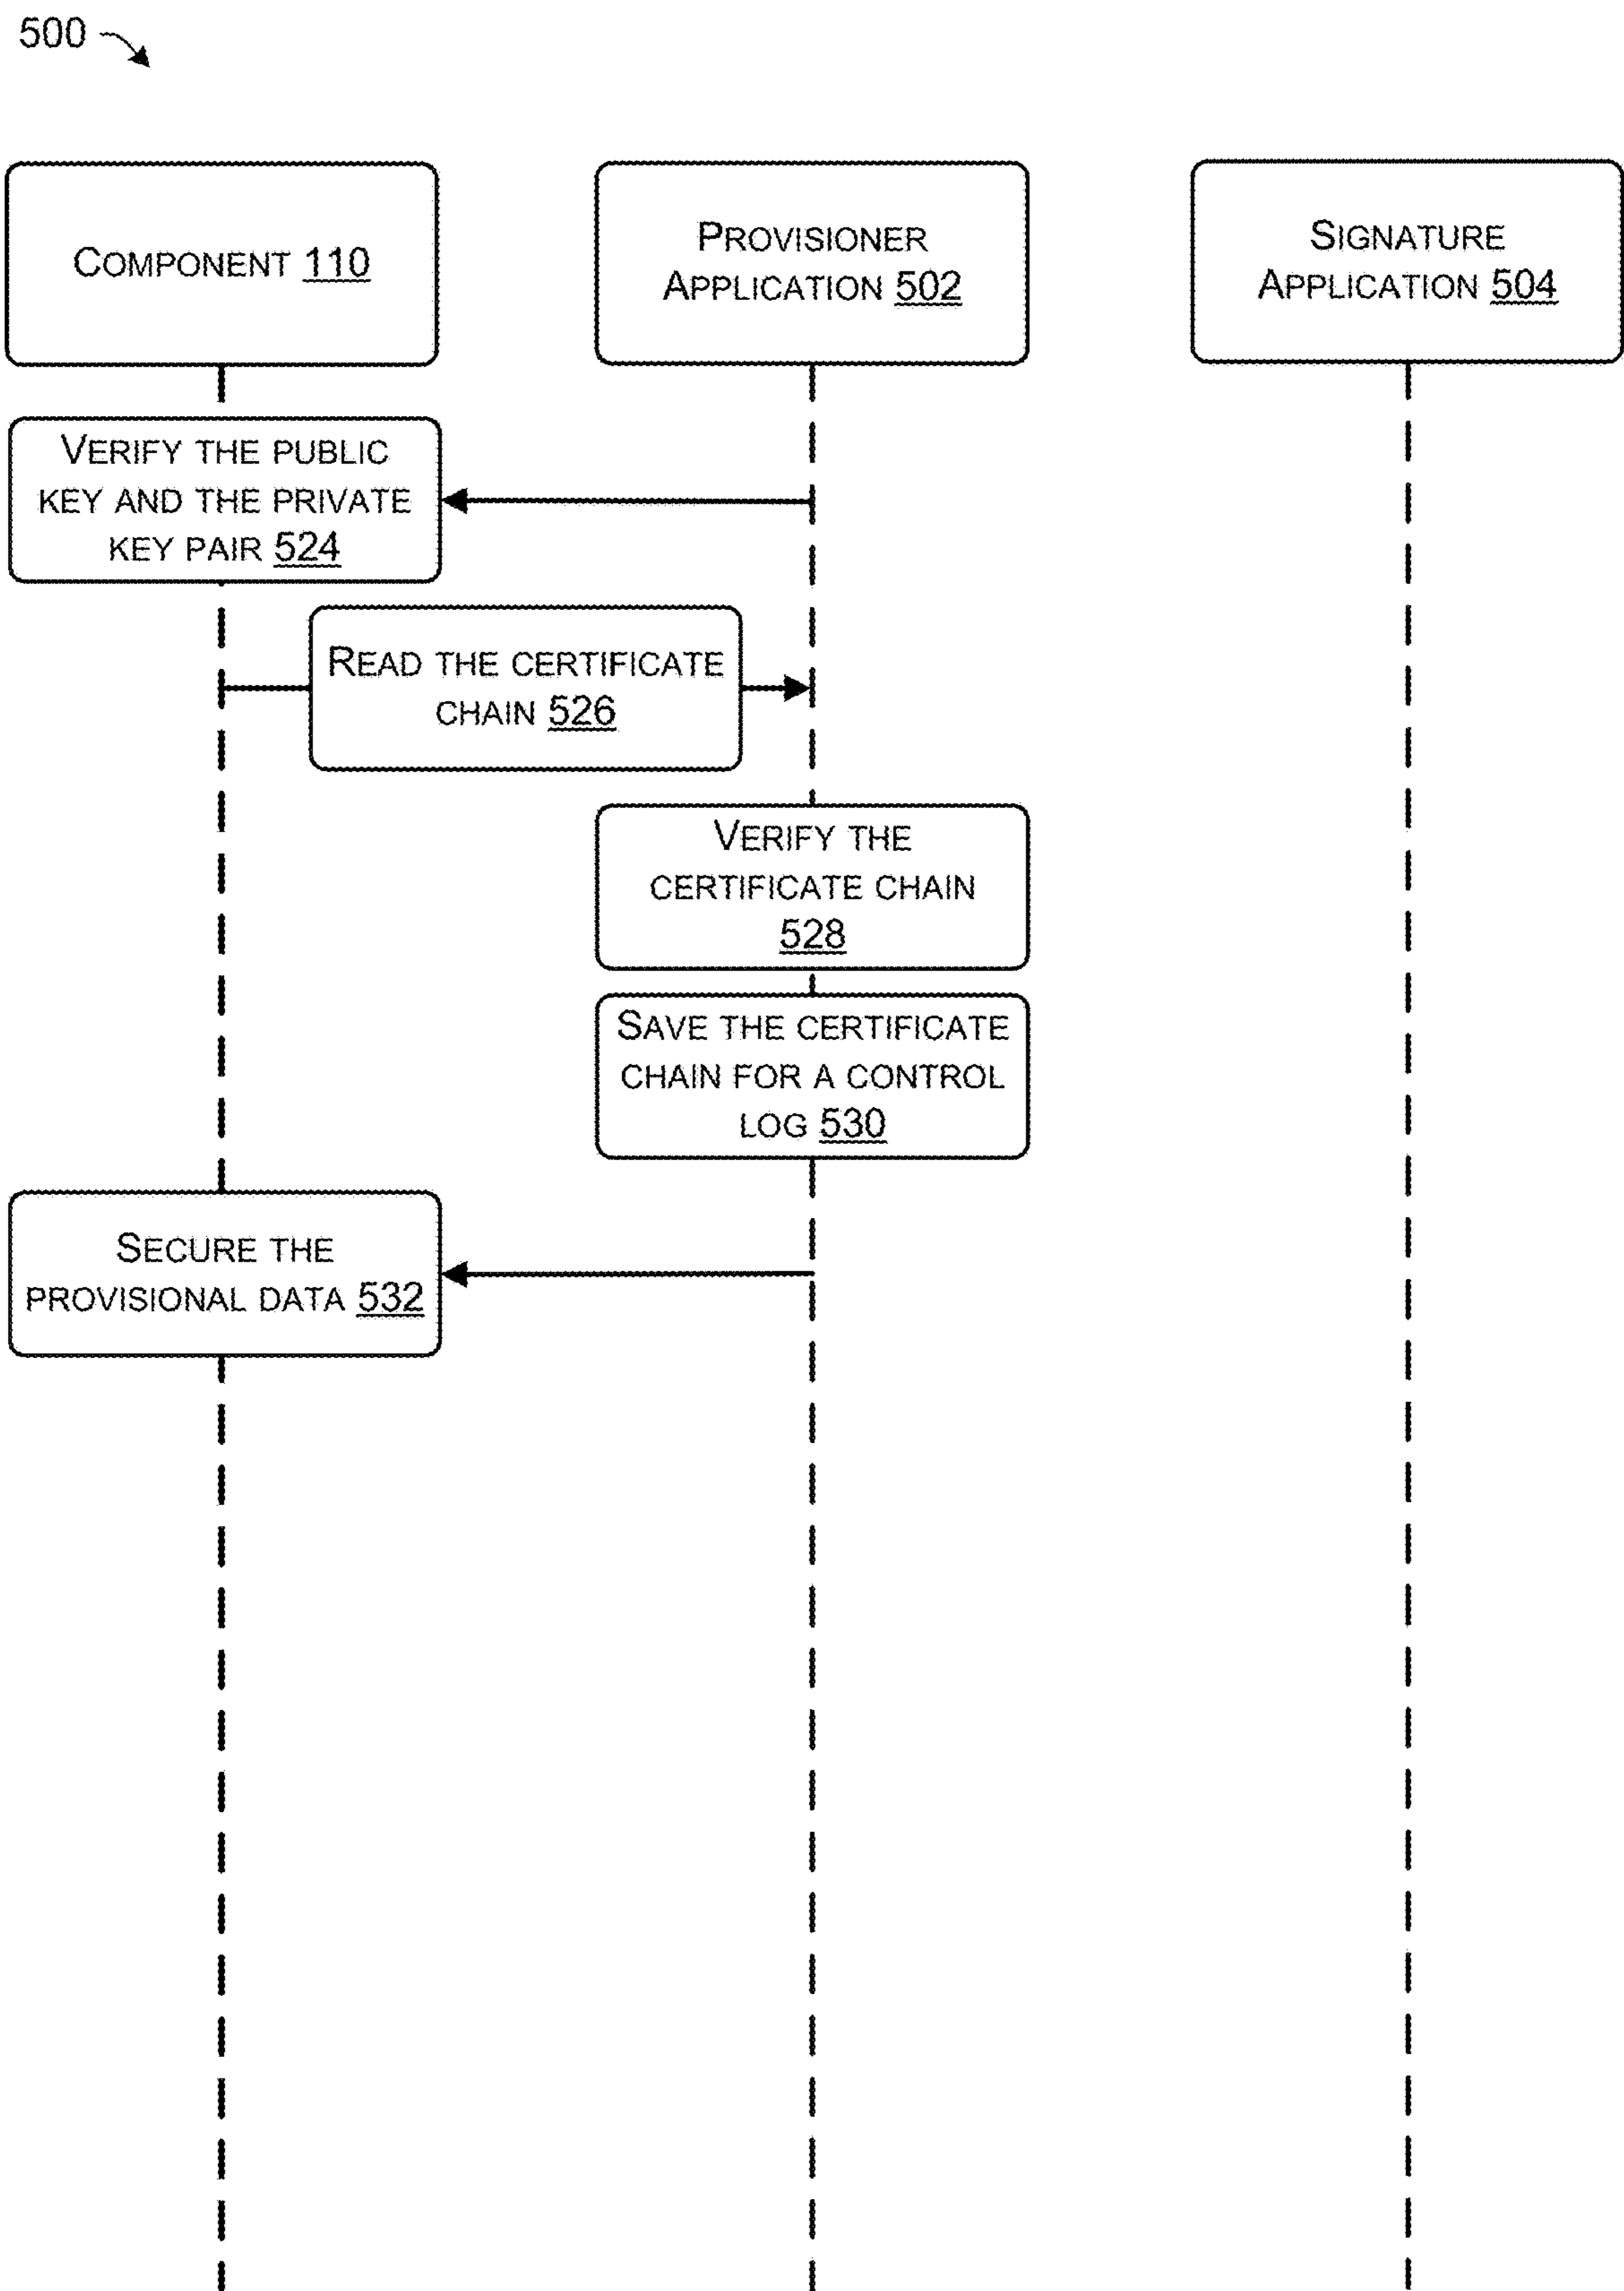 500
COMPONENT 110
PROVISIONER
APPLICATION 502
SIGNATURE
APPLICATION 504
VERIFY THE PUBLIC
KEY AND THE PRIVATE
KEY PAIR 524
READ THE CERTIFICATE
CHAIN 526
VERIFY THE
CERTIFICATE CHAIN
528
SAVE THE CERTIFICATE
CHAIN FOR A CONTROL
LOG 530
SECURE THE
PROVISIONAL DATA 532